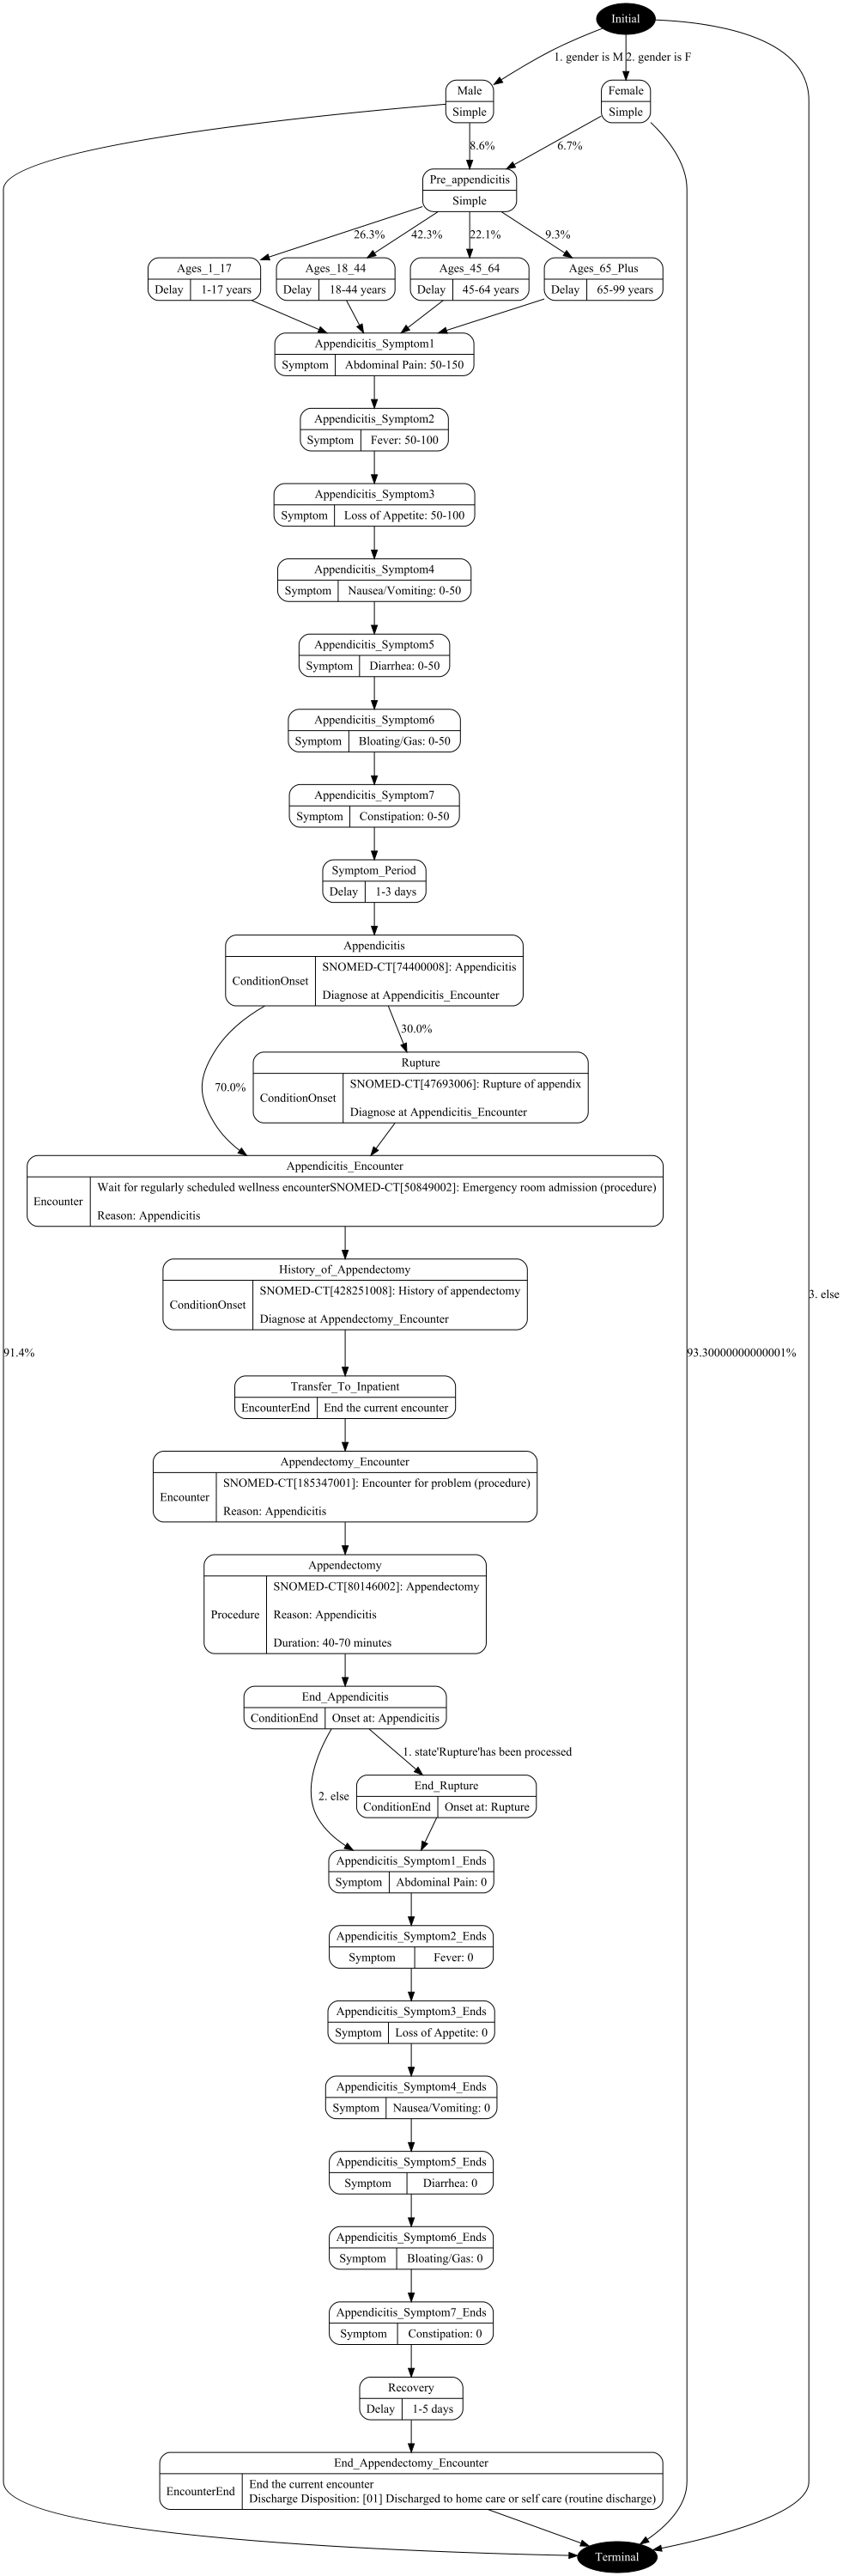 Initial
1. gender is M
2. gender is F
Male
Simple
Female
Simple
8.6%
6.7%
Pre_appendicitis
Simple
26.3%
42.3%
22.1%
9.3%
Ages_1_17
Delay
1-17 years
Ages_18_44
Delay
18-44 years
Ages_45_64
Delay
45-64 years
Ages_65_Plus
Delay
65-99 years
Appendicitis_Symptom1
Symptom
Abdominal Pain: 50-150
Appendicitis_Symptom2
Symptom
Fever: 50-100
Appendicitis_Symptom3
Symptom
Loss of Appetite: 50-100
Appendicitis_Symptom4
Symptom
Nausea/Vomiting: 0-50
Appendicitis_Symptom5
Symptom
Diarrhea: 0-50
Appendicitis_Symptom6
Symptom
Bloating/Gas: 0-50
Appendicitis_Symptom7
Symptom
Constipation: 0-50
Symptom_Period
Delay
1-3 days
Appendicitis
ConditionOnset
SNOMED-CT[74400008]: Appendicitis
Diagnose at Appendicitis_Encounter
30.0%
70.0%
Rupture
ConditionOnset
SNOMED-CT[47693006]: Rupture of appendix
Diagnose at Appendicitis_Encounter
Appendicitis_Encounter
Encounter
Wait for regularly scheduled wellness encounterSNOMED-CT[50849002]: Emergency room admission (procedure)
Reason: Appendicitis
History_of_Appendectomy
ConditionOnset
SNOMED-CT[428251008]: History of appendectomy
Diagnose at Appendectomy_Encounter
3. else
91.4%
93.30000000000001%
Transfer_To_Inpatient
EncounterEnd
End the current encounter
Appendectomy_Encounter
Encounter
SNOMED-CT[185347001]: Encounter for problem (procedure)
Reason: Appendicitis
Appendectomy
Procedure
SNOMED-CT[80146002]: Appendectomy
Reason: Appendicitis
Duration: 40-70 minutes
End_Appendicitis
ConditionEnd
Onset at: Appendicitis
1. state'Rupture'has been processed
2. else
End_Rupture
ConditionEnd
Onset at: Rupture
Appendicitis_Symptom1_Ends
Symptom
Abdominal Pain: 0
Appendicitis_Symptom2_Ends
Symptom
Fever: 0
Appendicitis_Symptom3_Ends
Symptom
Loss of Appetite: 0
Appendicitis_Symptom4_Ends
Symptom
Nausea/Vomiting: 0
Appendicitis_Symptom5_Ends
Symptom
Diarrhea: 0
Appendicitis_Symptom6_Ends
Symptom
Bloating/Gas: 0
Appendicitis_Symptom7_Ends
Symptom
Constipation: 0
Recovery
Delay
1-5 days
End_Appendectomy_Encounter
EncounterEnd
End the current encounter
Discharge Disposition: [01] Discharged to home care or self care (routine discharge)
Terminal